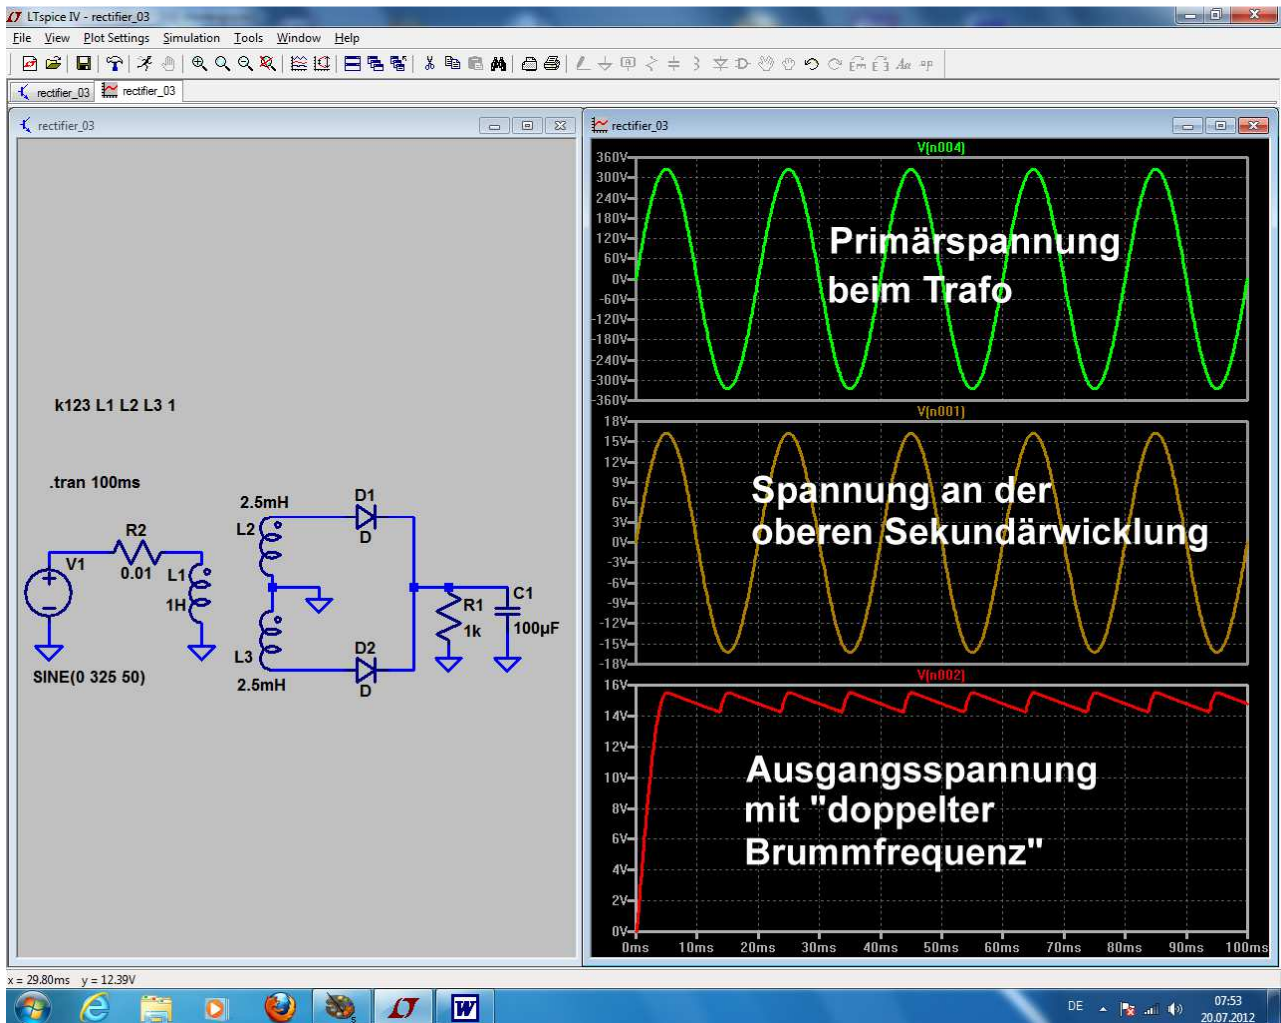 LTspice IV - rectifier_03
File View Plot Settings Simulation Tools Window Help
rectifier_03 rectifier_03
rectifier_03
k123 L1 L2 L3 1
.tran 100ms
2.5mH
D1
L2
D
R2
V1
0.01
L1
1H
R1
1k
C1
100µF
L3
D2
D
2.5mH
SINE(0 325 50)
rectifier_03
V(n004)
360V
300V
240V
180V
120V
60V
0V
-60V
-120V
-180V
-240V
-300V
-360V
Primärspannung
beim Trafo
V(n001)
18V
15V
12V
9V
6V
3V
0V
-3V
-6V
-9V
-12V
-15V
-18V
Spannung an der
oberen Sekundärwicklung
V(n002)
16V
14V
12V
10V
8V
6V
4V
2V
0V
Ausgangsspannung
mit "doppelter
Brummfrequenz"
0ms 10ms 20ms 30ms 40ms 50ms 60ms 70ms 80ms 90ms 100ms
x = 29.80ms y = 12.39V
DE
07:53
20.07.2012